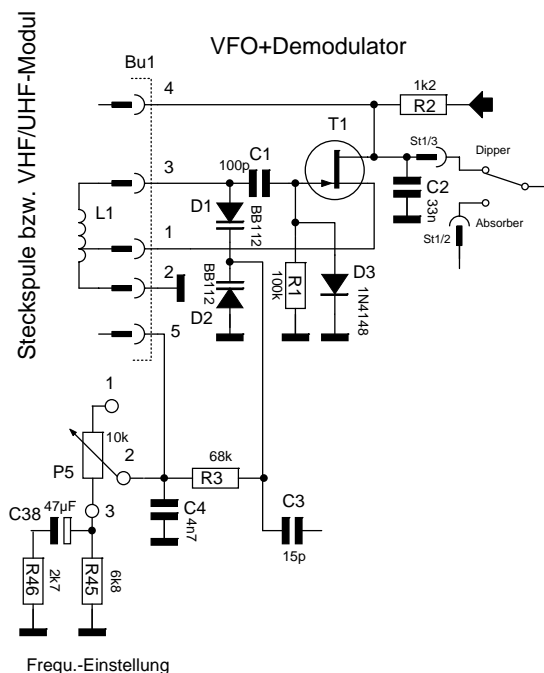 VFO+Demodulator
Steckspule bzw. VHF/UHF-Modul
Bu1
4
1k2
R2
T1
St1/3
Dipper
3
C1
100p
C2
33n
L1
D1
BB112
Absorber
1
St1/2
2
BB112
R1
100k
D3
1N4148
D2
5
1
10k
2
68k
P5
R3
C4
4n7
C3
47µF
C38
3
15p
R46
2k7
R45
6k8
Frequ.-Einstellung